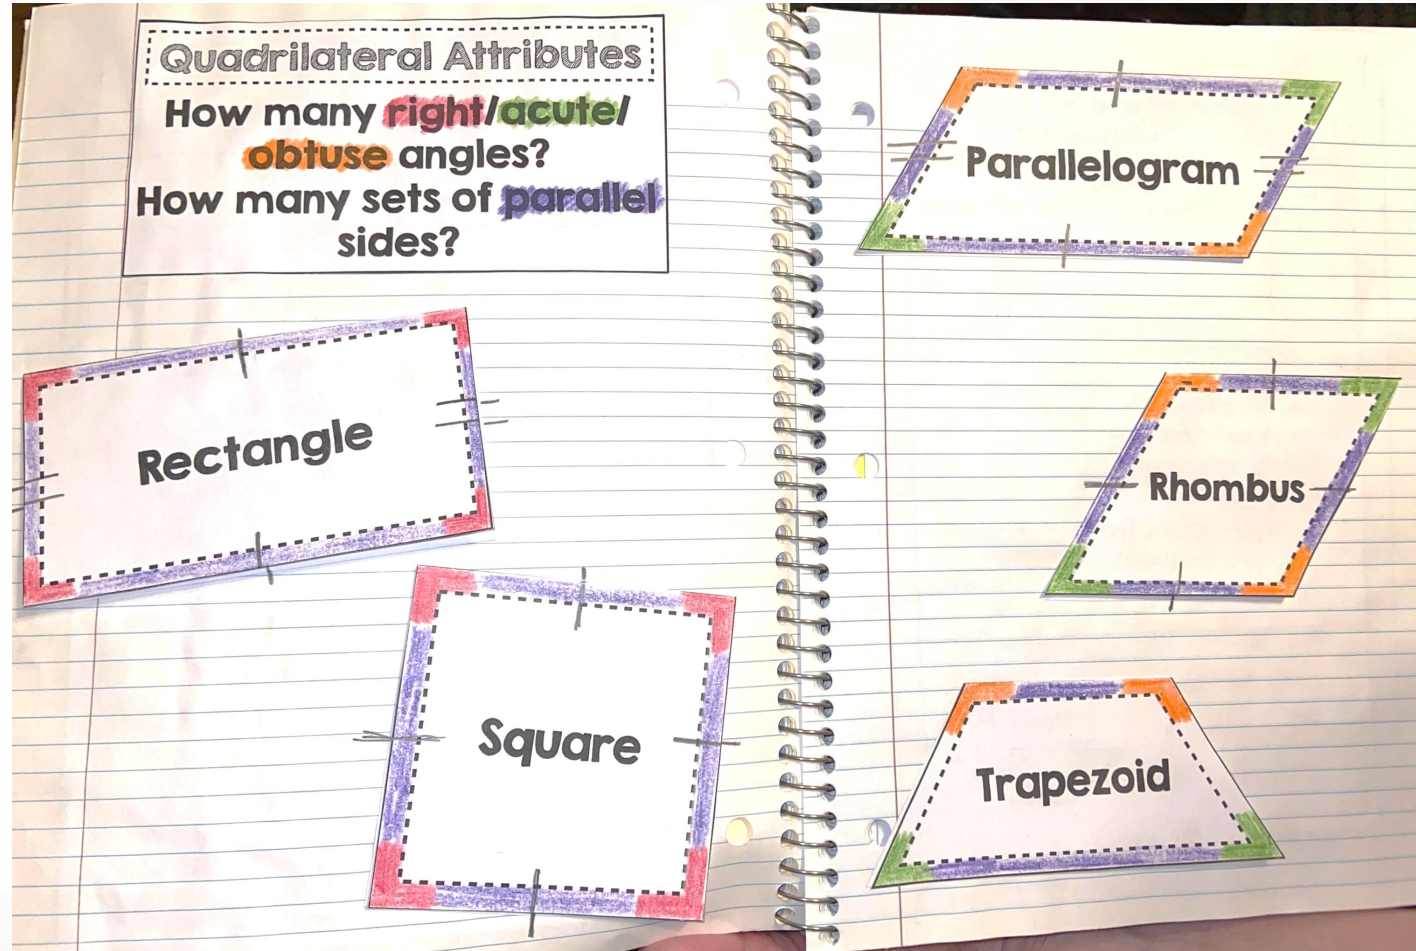 Quadrilateral Attributes
How many right/acute/
obtuse angles?
How many sets of parallel
sides?
Rectangle
Square
Parallelogram
Rhombus
Trapezoid